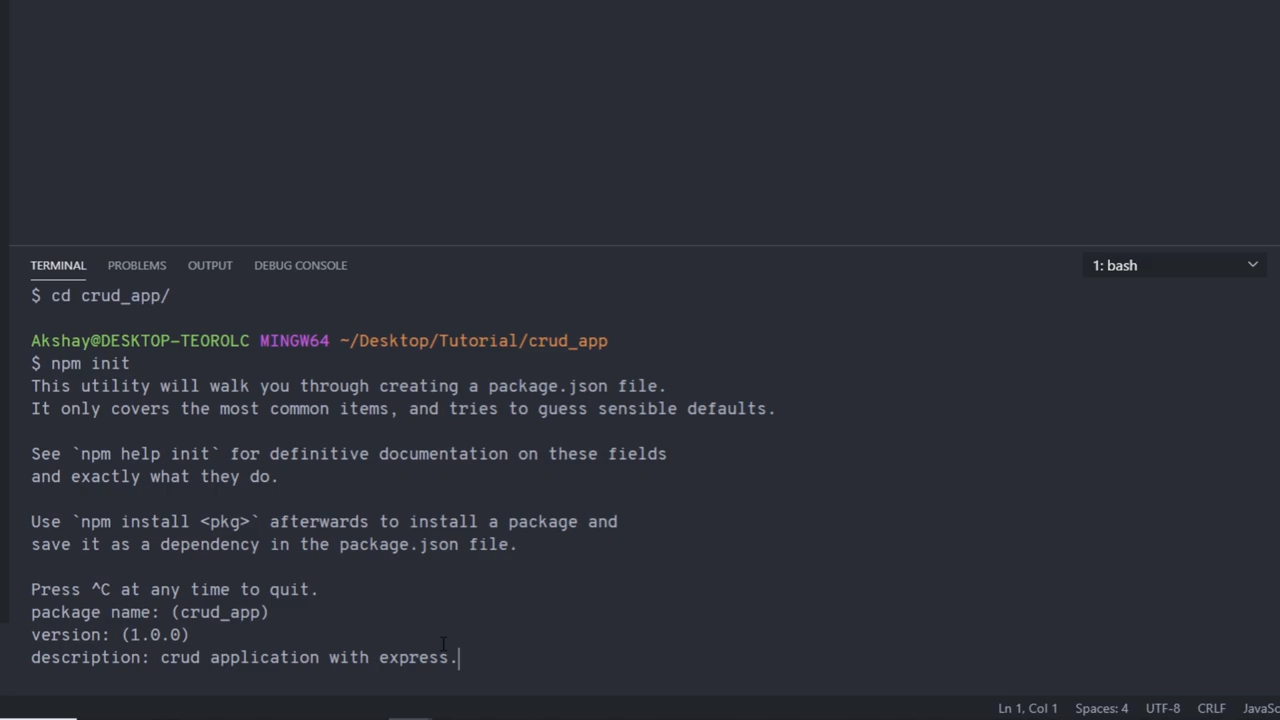 TERMINAL PROBLEMS OUTPUT DEBUG CONSOLE 1: bash
$ cd crud_app/
Akshay@DESKTOP-TEOROLC MINGW64 ~/Desktop/Tutorial/crud_app
$ npm init
This utility will walk you through creating a package.json file.
It only covers the most common items, and tries to guess sensible defaults.
See `npm help init` for definitive documentation on these fields
and exactly what they do.
Use `npm install <pkg>` afterwards to install a package and
save it as a dependency in the package.json file.
Press ^C at any time to quit.
package name: (crud_app)
version: (1.0.0)
description: crud application with express.
Ln 1, Col 1 Spaces: 4 UTF-8 CRLF JavaSc